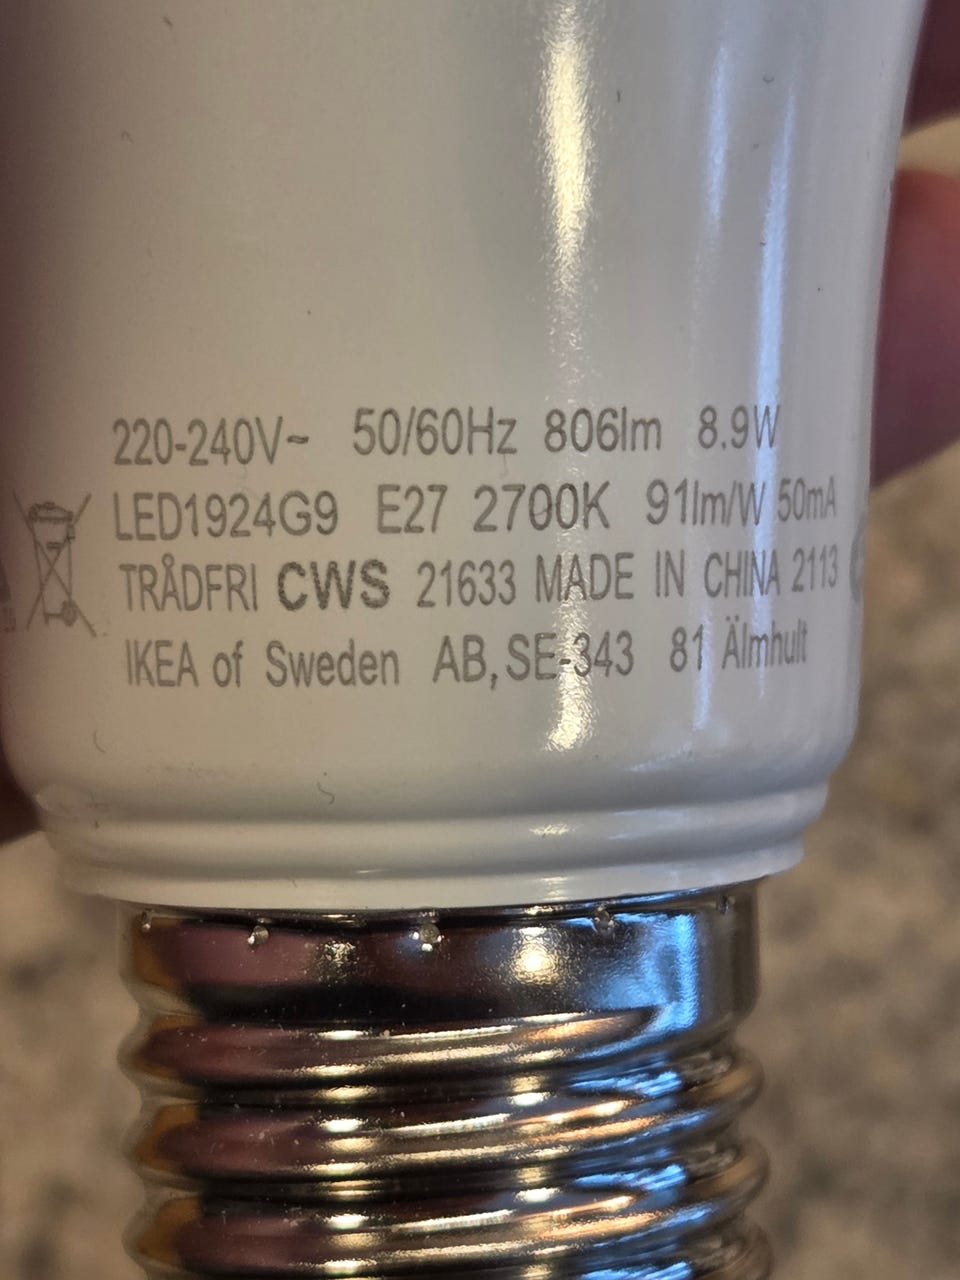 220-240V~ 50/60Hz 806lm 8.9W
LED1924G9 E27 2700K 91lm/W 50mA
TRÅDFRI CWS 21633 MADE IN CHINA 2113
IKEA of Sweden AB, SE-343 81 Älmhult